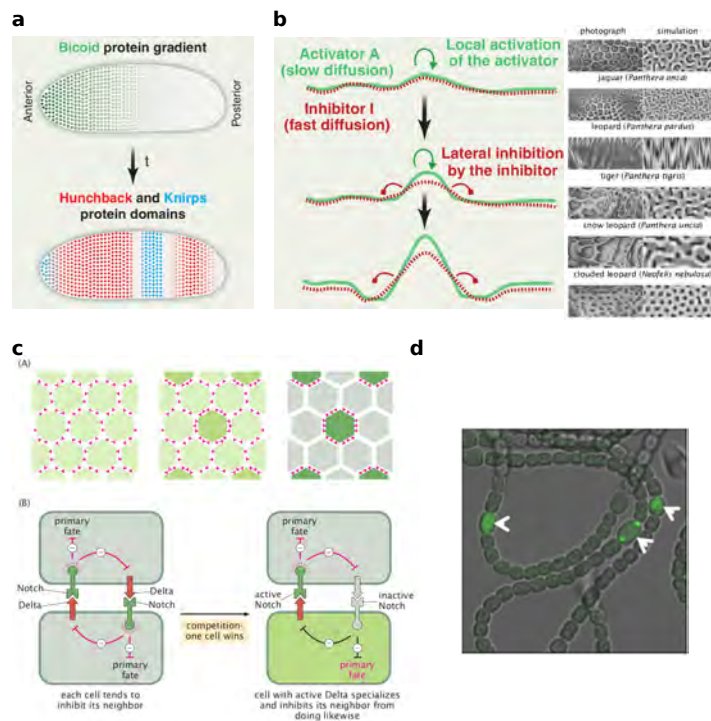 a
Bicoid protein gradient
Anterior
Posterior
t
Hunchback and Knirps
protein domains
b
Activator A
(slow diffusion)
Local activation
of the activator
Inhibitor I
(fast diffusion)
Lateral inhibition
by the inhibitor
photograph simulation
jaguar (Panthera onca)
leopard (Panthera pardus)
tiger (Panthera tigris)
snow leopard (Panthera uncia)
clouded leopard (Neofelis nebulosa)
c
(A)
(B)
primary
fate
Notch
Delta
Delta
Notch
primary
fate
each cell tends to
inhibit its neighbor
competition-
one cell wins
primary
fate
active
Notch
inactive
Notch
primary
fate
cell with active Delta specializes
and inhibits its neighbor from
doing likewise
d